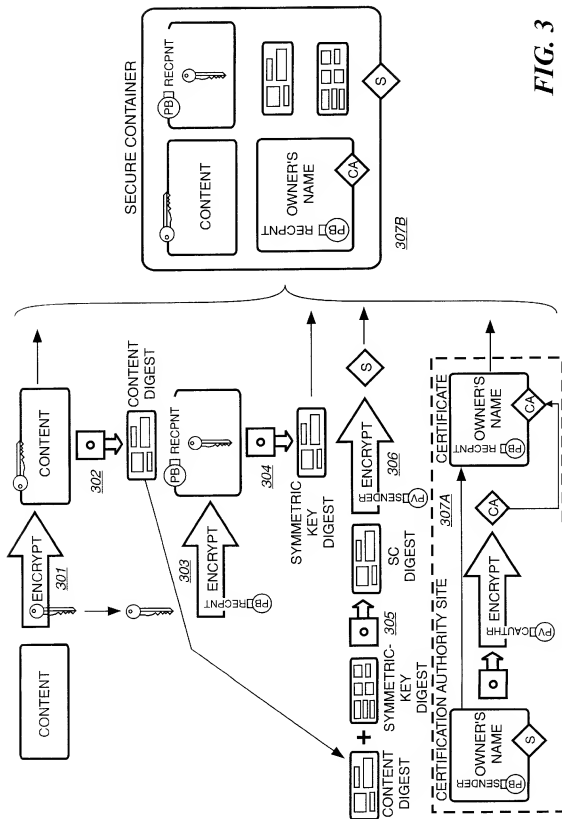 CONTENT
ENCRYPT
301
CONTENT
302
CONTENT DIGEST
303
ENCRYPT
PB RECPNT
PB RECPNT
304
SYMMETRIC
KEY DIGEST
CONTENT
DIGEST
+
SYMMETRIC-
KEY
DIGEST
305
SC
DIGEST
ENCRYPT
306
PV SENDER
S
CERTIFICATION AUTHORITY SITE
PB SENDER
OWNER'S
NAME
S
ENCRYPT
PV CAUTHR
CA
307A
CERTIFICATE
PB RECPNT
OWNER'S
NAME
CA
SECURE CONTAINER
CONTENT
PB RECPNT
OWNER'S
NAME
PB RECPNT
CA
S
307B
FIG. 3